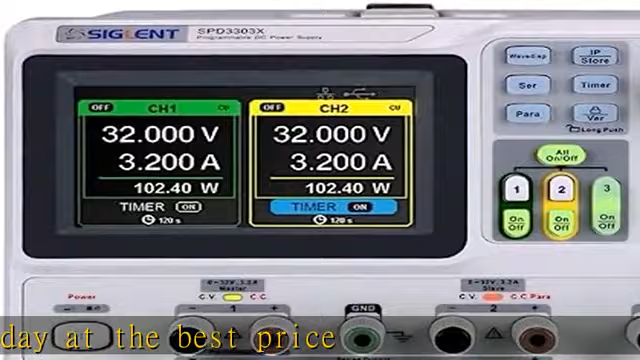 SIGLENT SPD3303X
Programmable DC Power Supply
WaveDisp IP/Store
Ser Timer
Para Ver
Long Push
OFF CH1 CV OFF CH2 CV
32.000 V 32.000 V
3.200 A 3.200 A
102.40 W 102.40 W
TIMER ON TIMER ON
120 s 120 s
All On/Off
1 2 3
On/Off On/Off On/Off
Power
0~32V, 3.2A 0~32V, 3.2A
Master Slave
C.V. C.C. C.V. C.C. Para
GND
− 1 + − 2 +
day at the best price